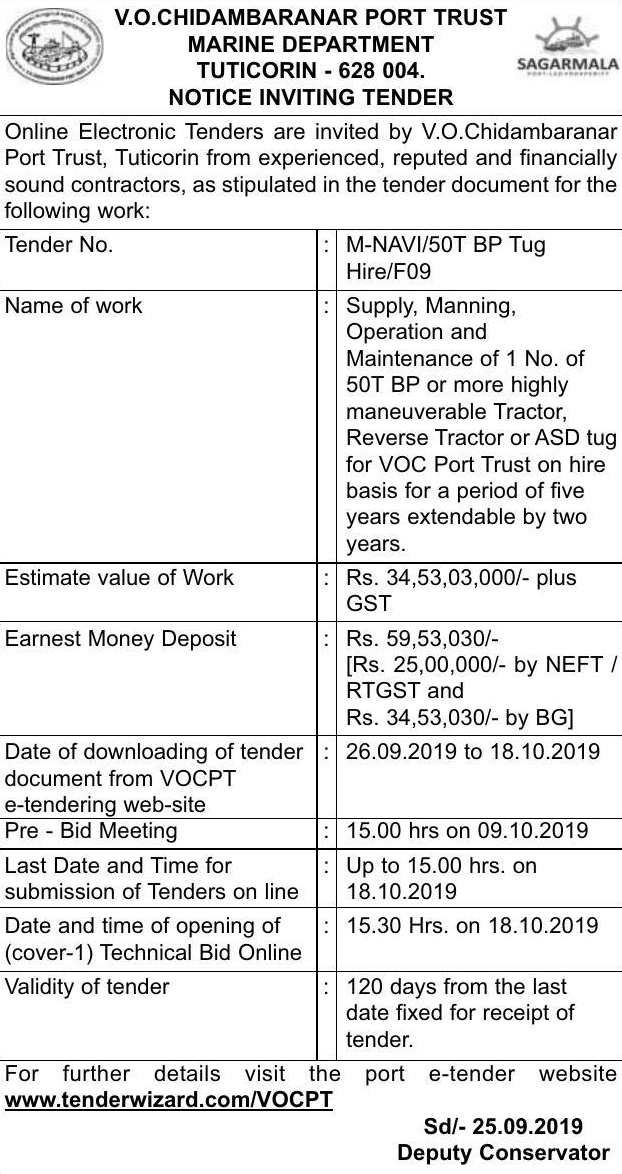 V.O.CHIDAMBARANAR PORT TRUST
MARINE DEPARTMENT
TUTICORIN - 628 004.
NOTICE INVITING TENDER
SAGARMALA
PORT-LED PROSPERITY
Online Electronic Tenders are invited by V.O.Chidambaranar
Port Trust, Tuticorin from experienced, reputed and financially
sound contractors, as stipulated in the tender document for the
following work:
Tender No. : M-NAVI/50T BP Tug
Hire/F09
Name of work : Supply, Manning,
Operation and
Maintenance of 1 No. of
50T BP or more highly
maneuverable Tractor,
Reverse Tractor or ASD tug
for VOC Port Trust on hire
basis for a period of five
years extendable by two
years.
Estimate value of Work : Rs. 34,53,03,000/- plus
GST
Earnest Money Deposit : Rs. 59,53,030/-
[Rs. 25,00,000/- by NEFT /
RTGST and
Rs. 34,53,030/- by BG]
Date of downloading of tender : 26.09.2019 to 18.10.2019
document from VOCPT
e-tendering web-site
Pre - Bid Meeting : 15.00 hrs on 09.10.2019
Last Date and Time for : Up to 15.00 hrs. on
submission of Tenders on line 18.10.2019
Date and time of opening of : 15.30 Hrs. on 18.10.2019
(cover-1) Technical Bid Online
Validity of tender : 120 days from the last
date fixed for receipt of
tender.
For further details visit the port e-tender website
www.tenderwizard.com/VOCPT
Sd/- 25.09.2019
Deputy Conservator